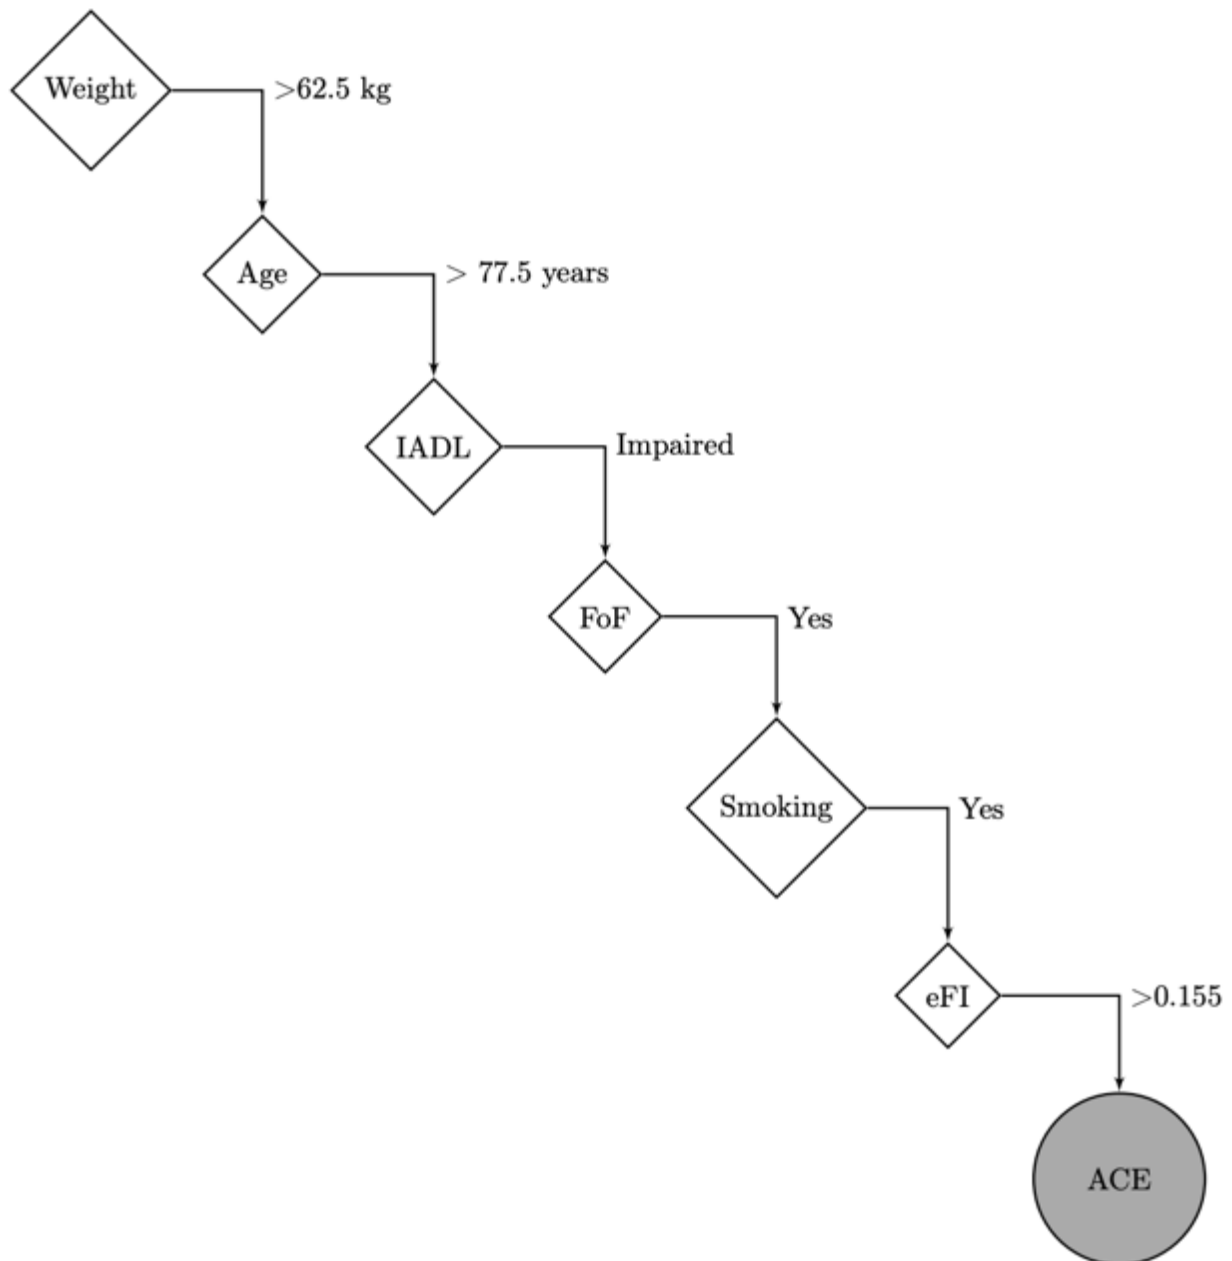 Weight
>62.5 kg
Age
> 77.5 years
IADL
Impaired
FoF
Yes
Smoking
Yes
eFI
>0.155
ACE